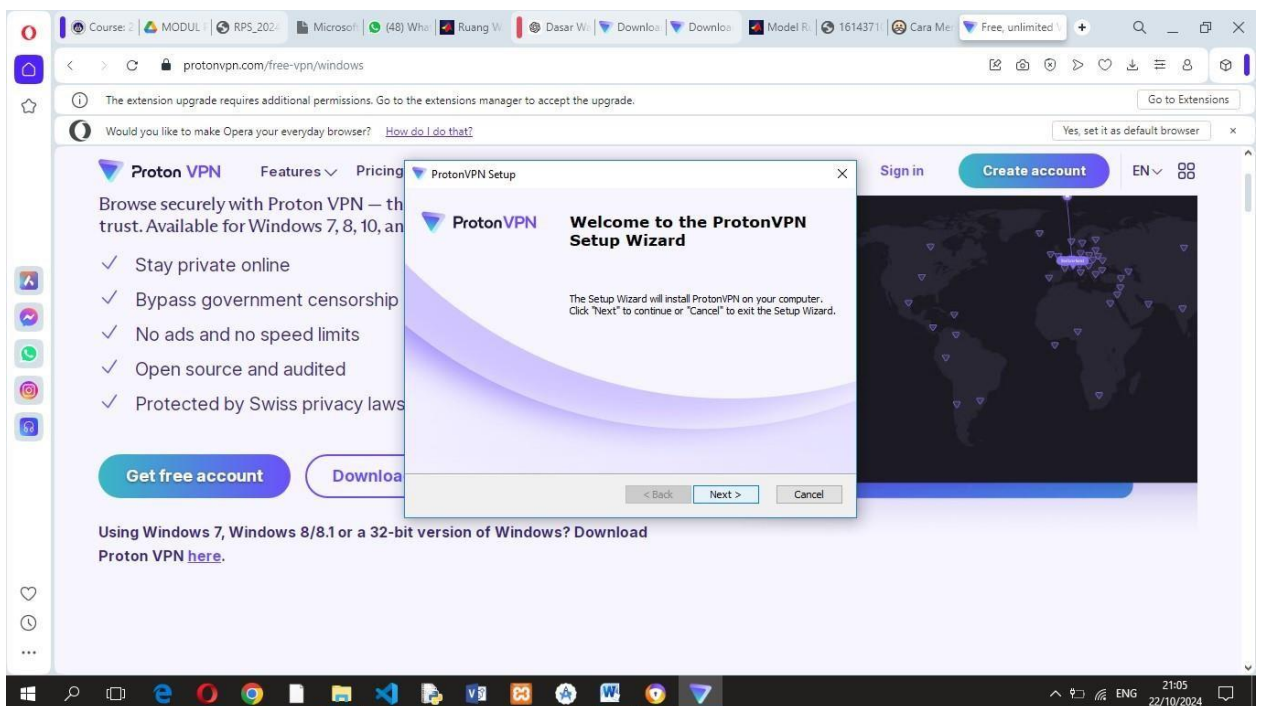 Course: 2
MODUL
RPS_2024
Microsoft
(48) What
Ruang W
Dasar We
Downloa
Downloa
Model R
1614371
Cara Me
Free, unlimited V
protonvpn.com/free-vpn/windows
The extension upgrade requires additional permissions. Go to the extensions manager to accept the upgrade.
Go to Extensions
Would you like to make Opera your everyday browser? How do I do that?
Yes, set it as default browser
Proton VPN Features Pricing
Sign in
Create account
EN
Browse securely with Proton VPN — th
trust. Available for Windows 7, 8, 10, an
Stay private online
Bypass government censorship
No ads and no speed limits
Open source and audited
Protected by Swiss privacy laws
Get free account
Downloa
Using Windows 7, Windows 8/8.1 or a 32-bit version of Windows? Download
Proton VPN here.
ProtonVPN Setup
ProtonVPN
Welcome to the ProtonVPN
Setup Wizard
The Setup Wizard will install ProtonVPN on your computer.
Click "Next" to continue or "Cancel" to exit the Setup Wizard.
< Back
Next >
Cancel
ENG
21:05
22/10/2024